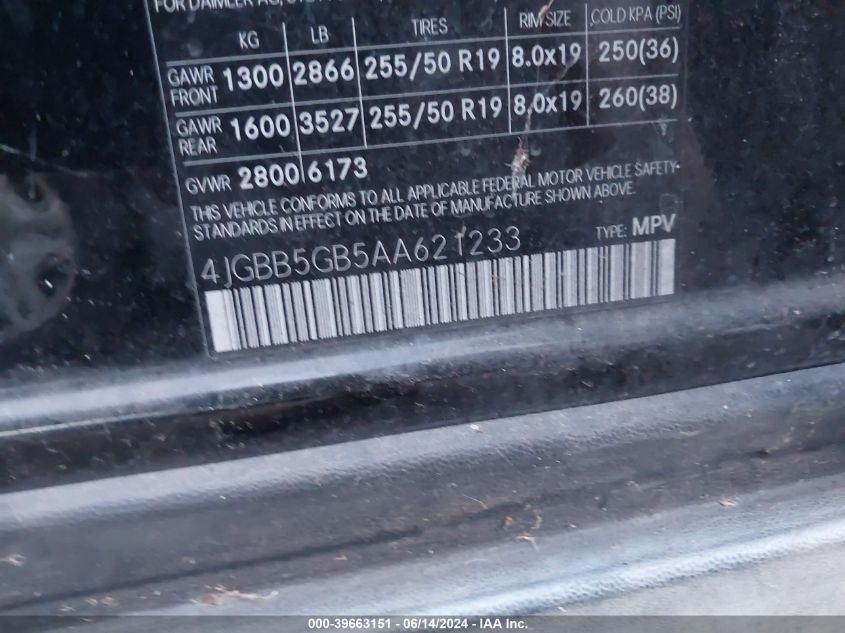 FOR DAIMLER AG,
KG LB TIRES RIM SIZE COLD KPA (PSI)
GAWR FRONT 1300 2866 255/50 R19 8.0x19 250(36)
GAWR REAR 1600 3527 255/50 R19 8.0x19 260(38)
GVWR 2800 6173
THIS VEHICLE CONFORMS TO ALL APPLICABLE FEDERAL MOTOR VEHICLE SAFETY-
STANDARDS IN EFFECT ON THE DATE OF MANUFACTURE SHOWN ABOVE.
4JGBB5GB5AA621233 TYPE: MPV
000-39663151 - 06/14/2024 - IAA Inc.